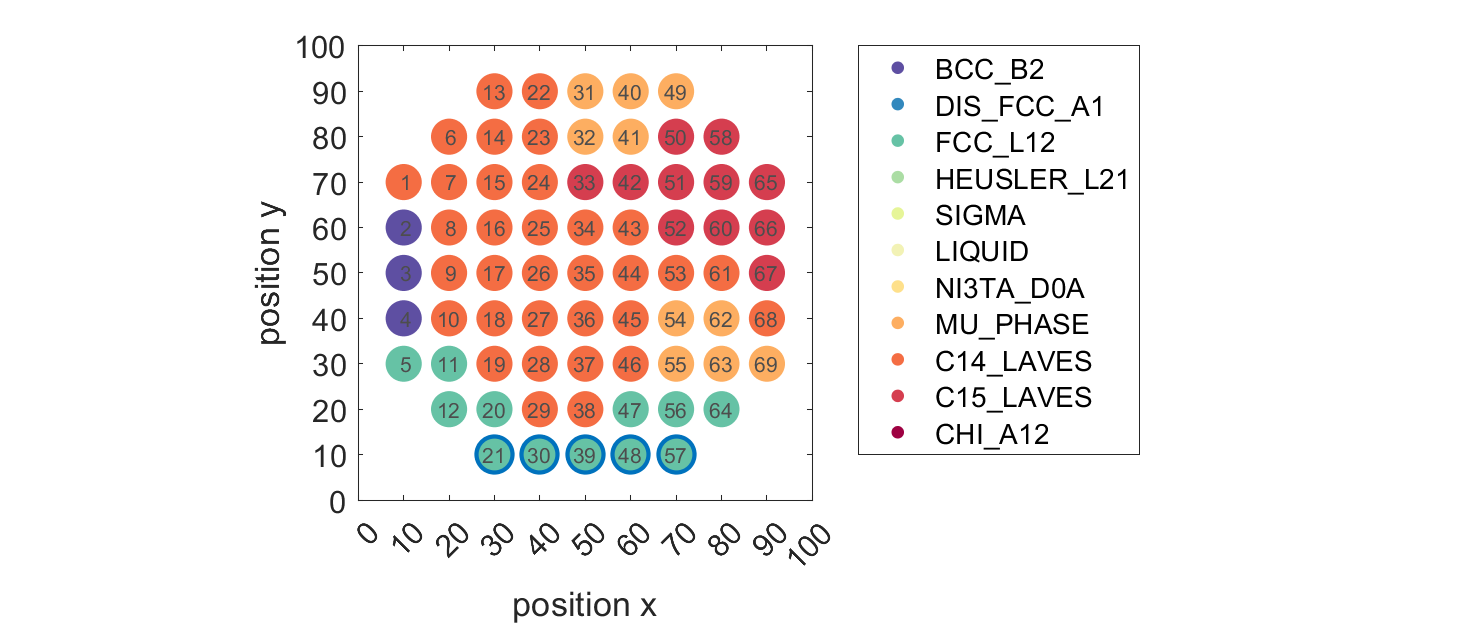 100
90
80
70
60
50
40
30
20
10
0
position y
13 22 31 40 49
6 14 23 32 41 50 58
1 7 15 24 33 42 51 59 65
2 8 16 25 34 43 52 60 66
3 9 17 26 35 44 53 61 67
4 10 18 27 36 45 54 62 68
5 11 19 28 37 46 55 63 69
12 20 29 38 47 56 64
21 30 39 48 57
0 10 20 30 40 50 60 70 80 90 100
position x
BCC_B2
DIS_FCC_A1
FCC_L12
HEUSLER_L21
SIGMA
LIQUID
NI3TA_D0A
MU_PHASE
C14_LAVES
C15_LAVES
CHI_A12